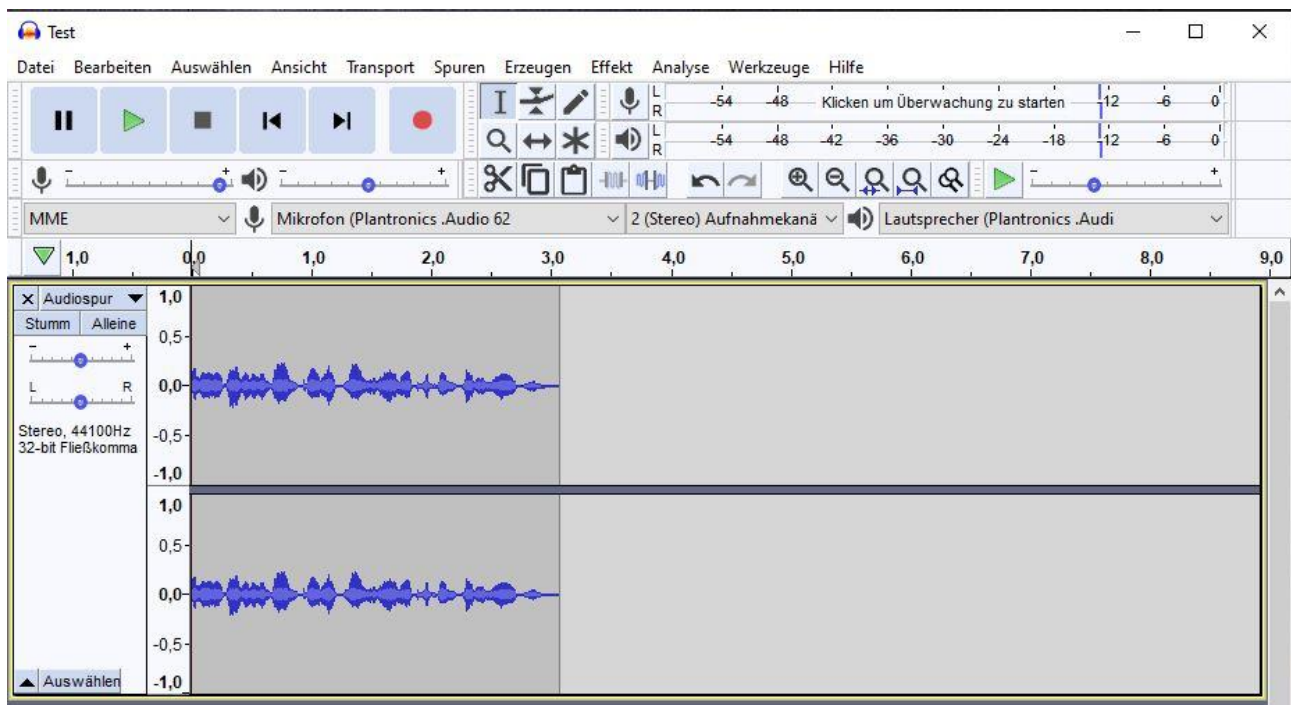 Test
Datei Bearbeiten Auswählen Ansicht Transport Spuren Erzeugen Effekt Analyse Werkzeuge Hilfe
L
R
-54 -48 Klicken um Überwachung zu starten -12 -6 0
L
R
-54 -48 -42 -36 -30 -24 -18 -12 -6 0
- + - + - +
MME Mikrofon (Plantronics .Audio 62 2 (Stereo) Aufnahmekanä Lautsprecher (Plantronics .Audi
1,0 0,0 1,0 2,0 3,0 4,0 5,0 6,0 7,0 8,0 9,0
X Audiospur 1,0
Stumm Alleine
0,5
- +
L R 0,0
Stereo, 44100Hz
-0,5
32-bit Fließkomma
-1,0
1,0
0,5
0,0
-0,5
Auswählen -1,0